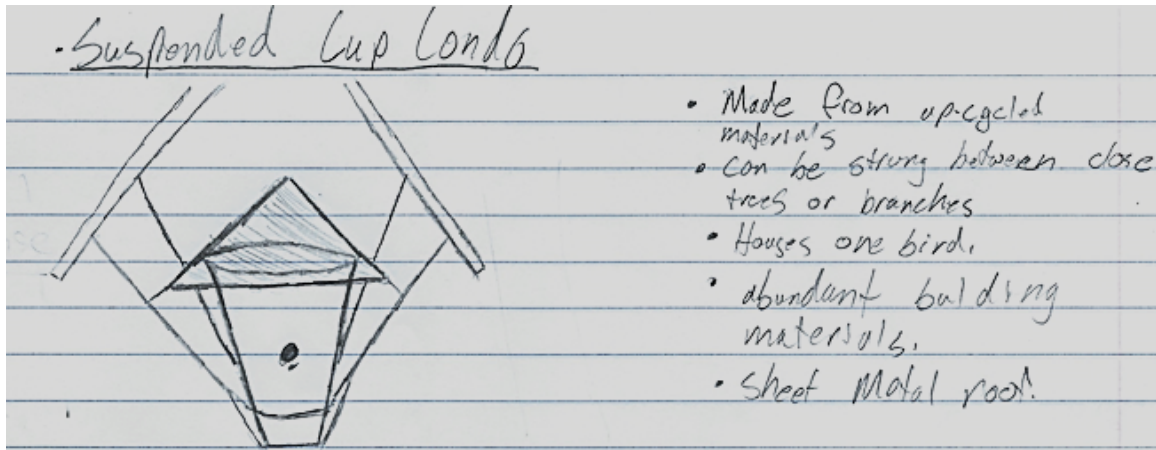 • Suspended Cup Condo
• Made from up-cycled
materials
• Can be strung between close
trees or branches
• Houses one bird.
• abundant building
materials.
• Sheet Metal roof.